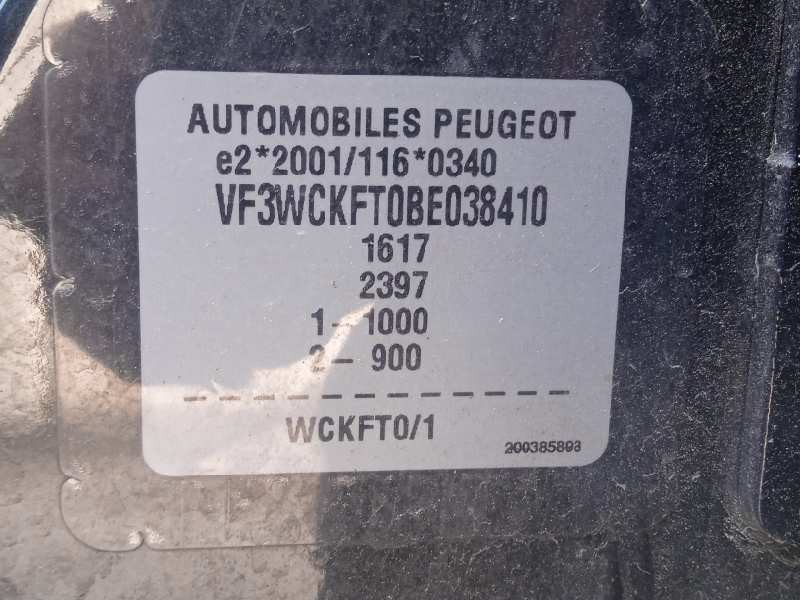 AUTOMOBILES PEUGEOT
e2*2001/116*0340
VF3WCKFT0BE038410
1617
2397
1- 1000
2- 900
WCKFT0/1
200385893